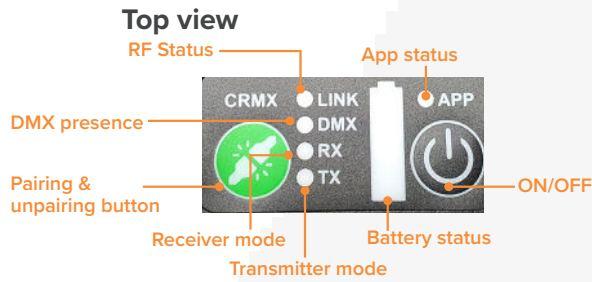 Top view
RF Status
App status
CRMX
LINK
APP
DMX presence
DMX
RX
TX
Pairing &
unpairing button
ON/OFF
Receiver mode
Battery status
Transmitter mode